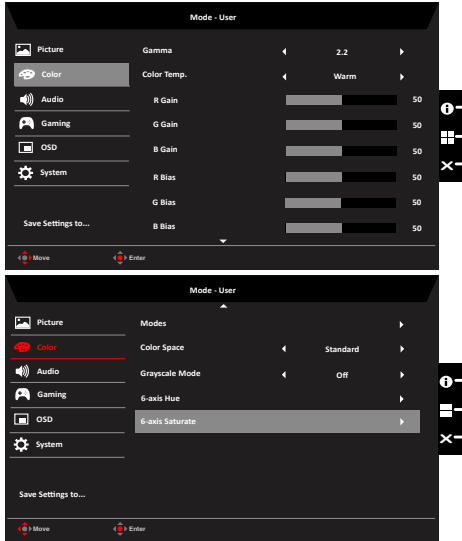 Mode - User
Picture
Gamma 2.2
Color
Color Temp. Warm
Audio
R Gain 50
Gaming
G Gain 50
OSD
B Gain 50
System
R Bias 50
G Bias 50
Save Settings to...
B Bias 50
Move Enter
Mode - User
Picture
Modes
Color
Color Space Standard
Audio
Grayscale Mode Off
Gaming
6-axis Hue
OSD
6-axis Saturate
System
Save Settings to...
Move Enter